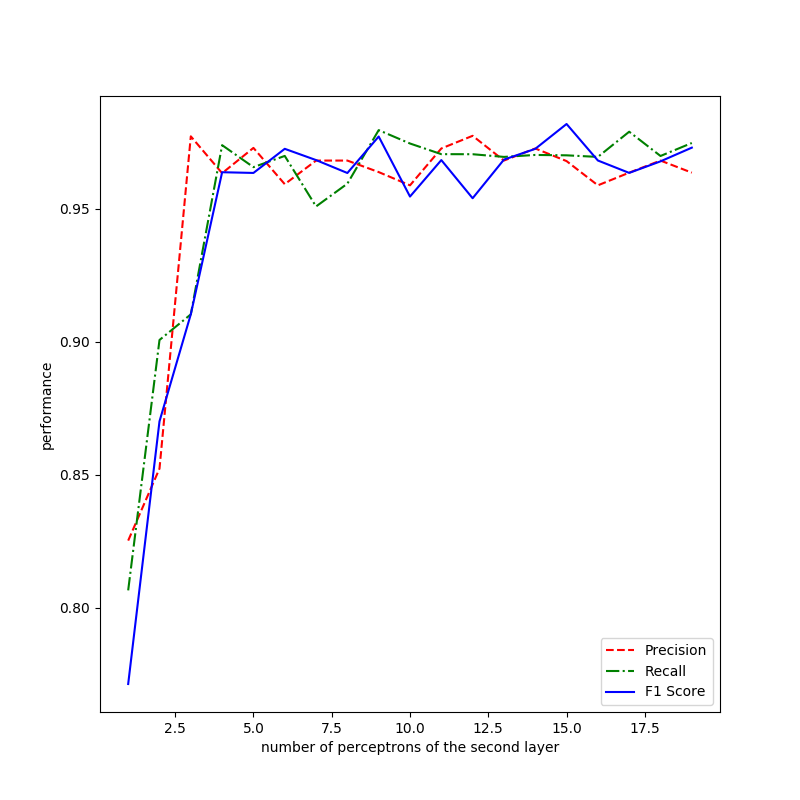 0.95
0.90
0.85
0.80
performance
Precision
Recall
F1 Score
2.5 5.0 7.5 10.0 12.5 15.0 17.5
number of perceptrons of the second layer